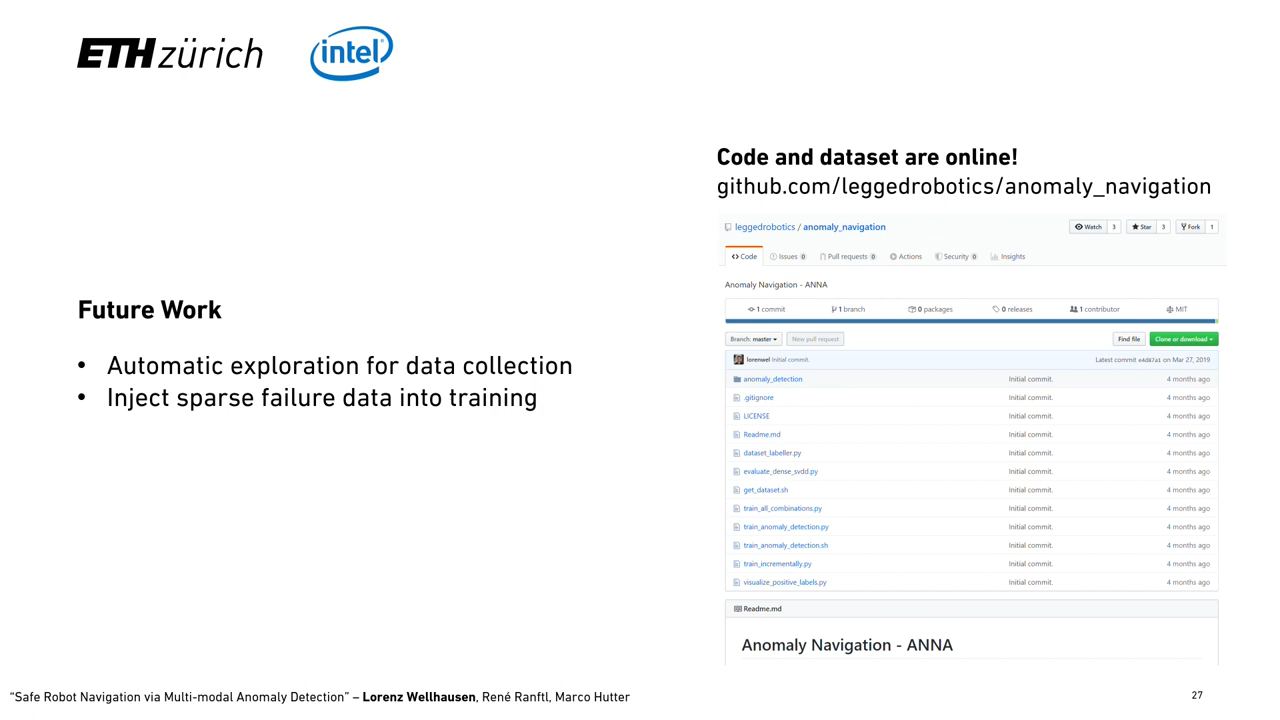 ETH zürich
intel
Future Work
• Automatic exploration for data collection
• Inject sparse failure data into training
Code and dataset are online!
github.com/leggedrobotics/anomaly_navigation
leggedrobotics / anomaly_navigation
Watch 3 Star 3 Fork 1
Code Issues 0 Pull requests 0 Actions Security 0 Insights
Anomaly Navigation - ANNA
1 commit 1 branch 0 packages 0 releases 1 contributor MIT
Branch: master New pull request Find file Clone or download
lorenwel Initial commit. Latest commit e4d87a1 on Mar 27, 2019
anomaly_detection Initial commit. 4 months ago
.gitignore Initial commit. 4 months ago
LICENSE Initial commit. 4 months ago
Readme.md Initial commit. 4 months ago
dataset_labeller.py Initial commit. 4 months ago
evaluate_dense_svdd.py Initial commit. 4 months ago
get_dataset.sh Initial commit. 4 months ago
train_all_combinations.py Initial commit. 4 months ago
train_anomaly_detection.py Initial commit. 4 months ago
train_anomaly_detection.sh Initial commit. 4 months ago
train_incrementally.py Initial commit. 4 months ago
visualize_positive_labels.py Initial commit. 4 months ago
Readme.md
Anomaly Navigation - ANNA
“Safe Robot Navigation via Multi-modal Anomaly Detection” – Lorenz Wellhausen, René Ranftl, Marco Hutter
27